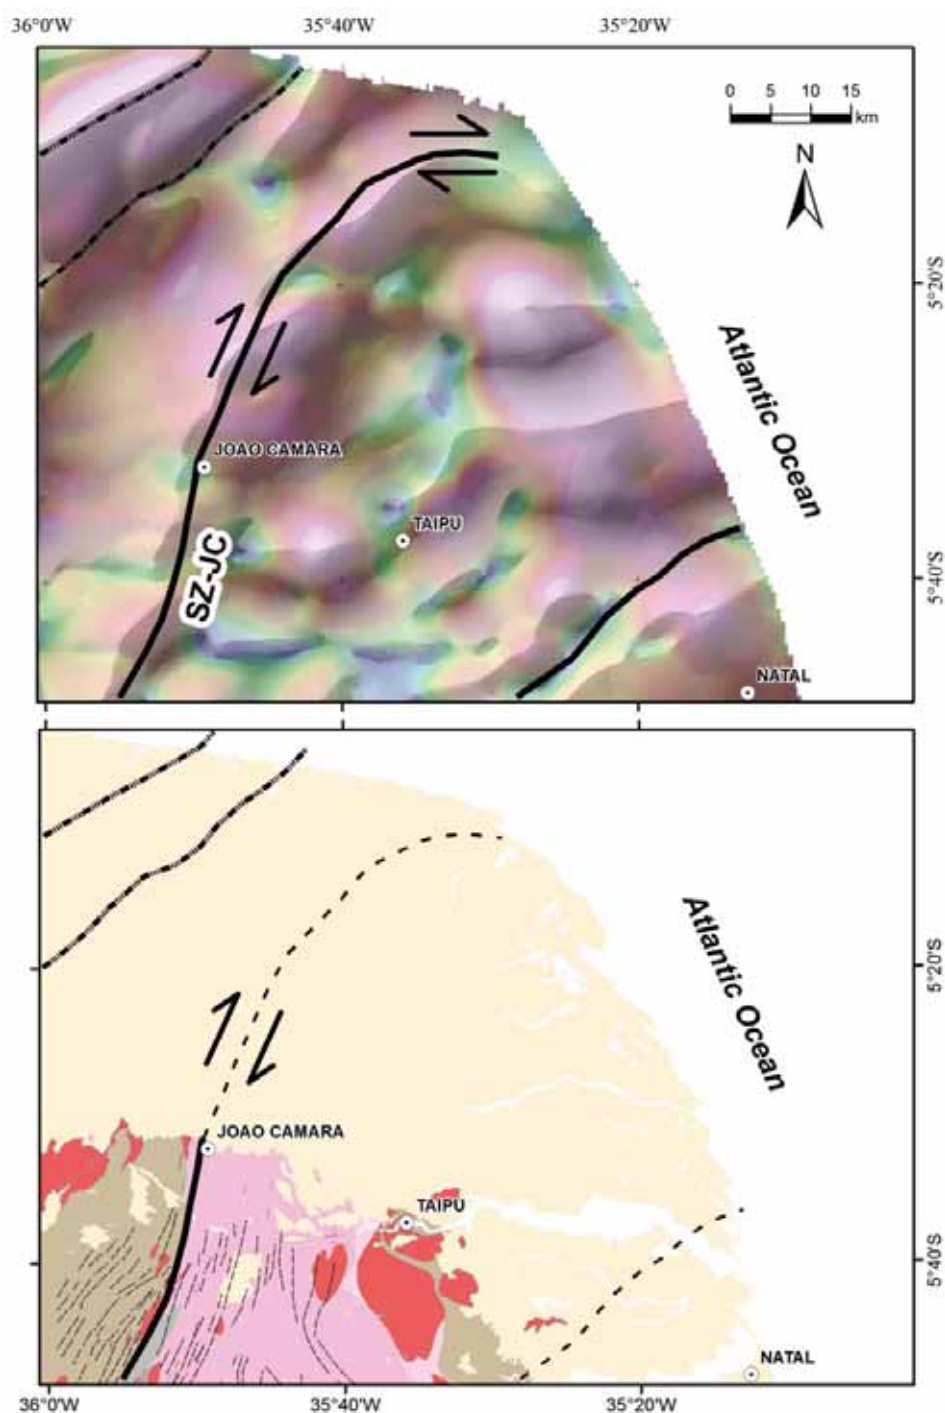 36°0'W 35°40'W 35°20'W
0 5 10 15
km
N
5°20'S
Atlantic Ocean
JOAO CAMARA
TAIPU
SZ-JC
5°40'S
NATAL
Atlantic Ocean
5°20'S
JOAO CAMARA
TAIPU
5°40'S
NATAL
36°0'W 35°40'W 35°20'W